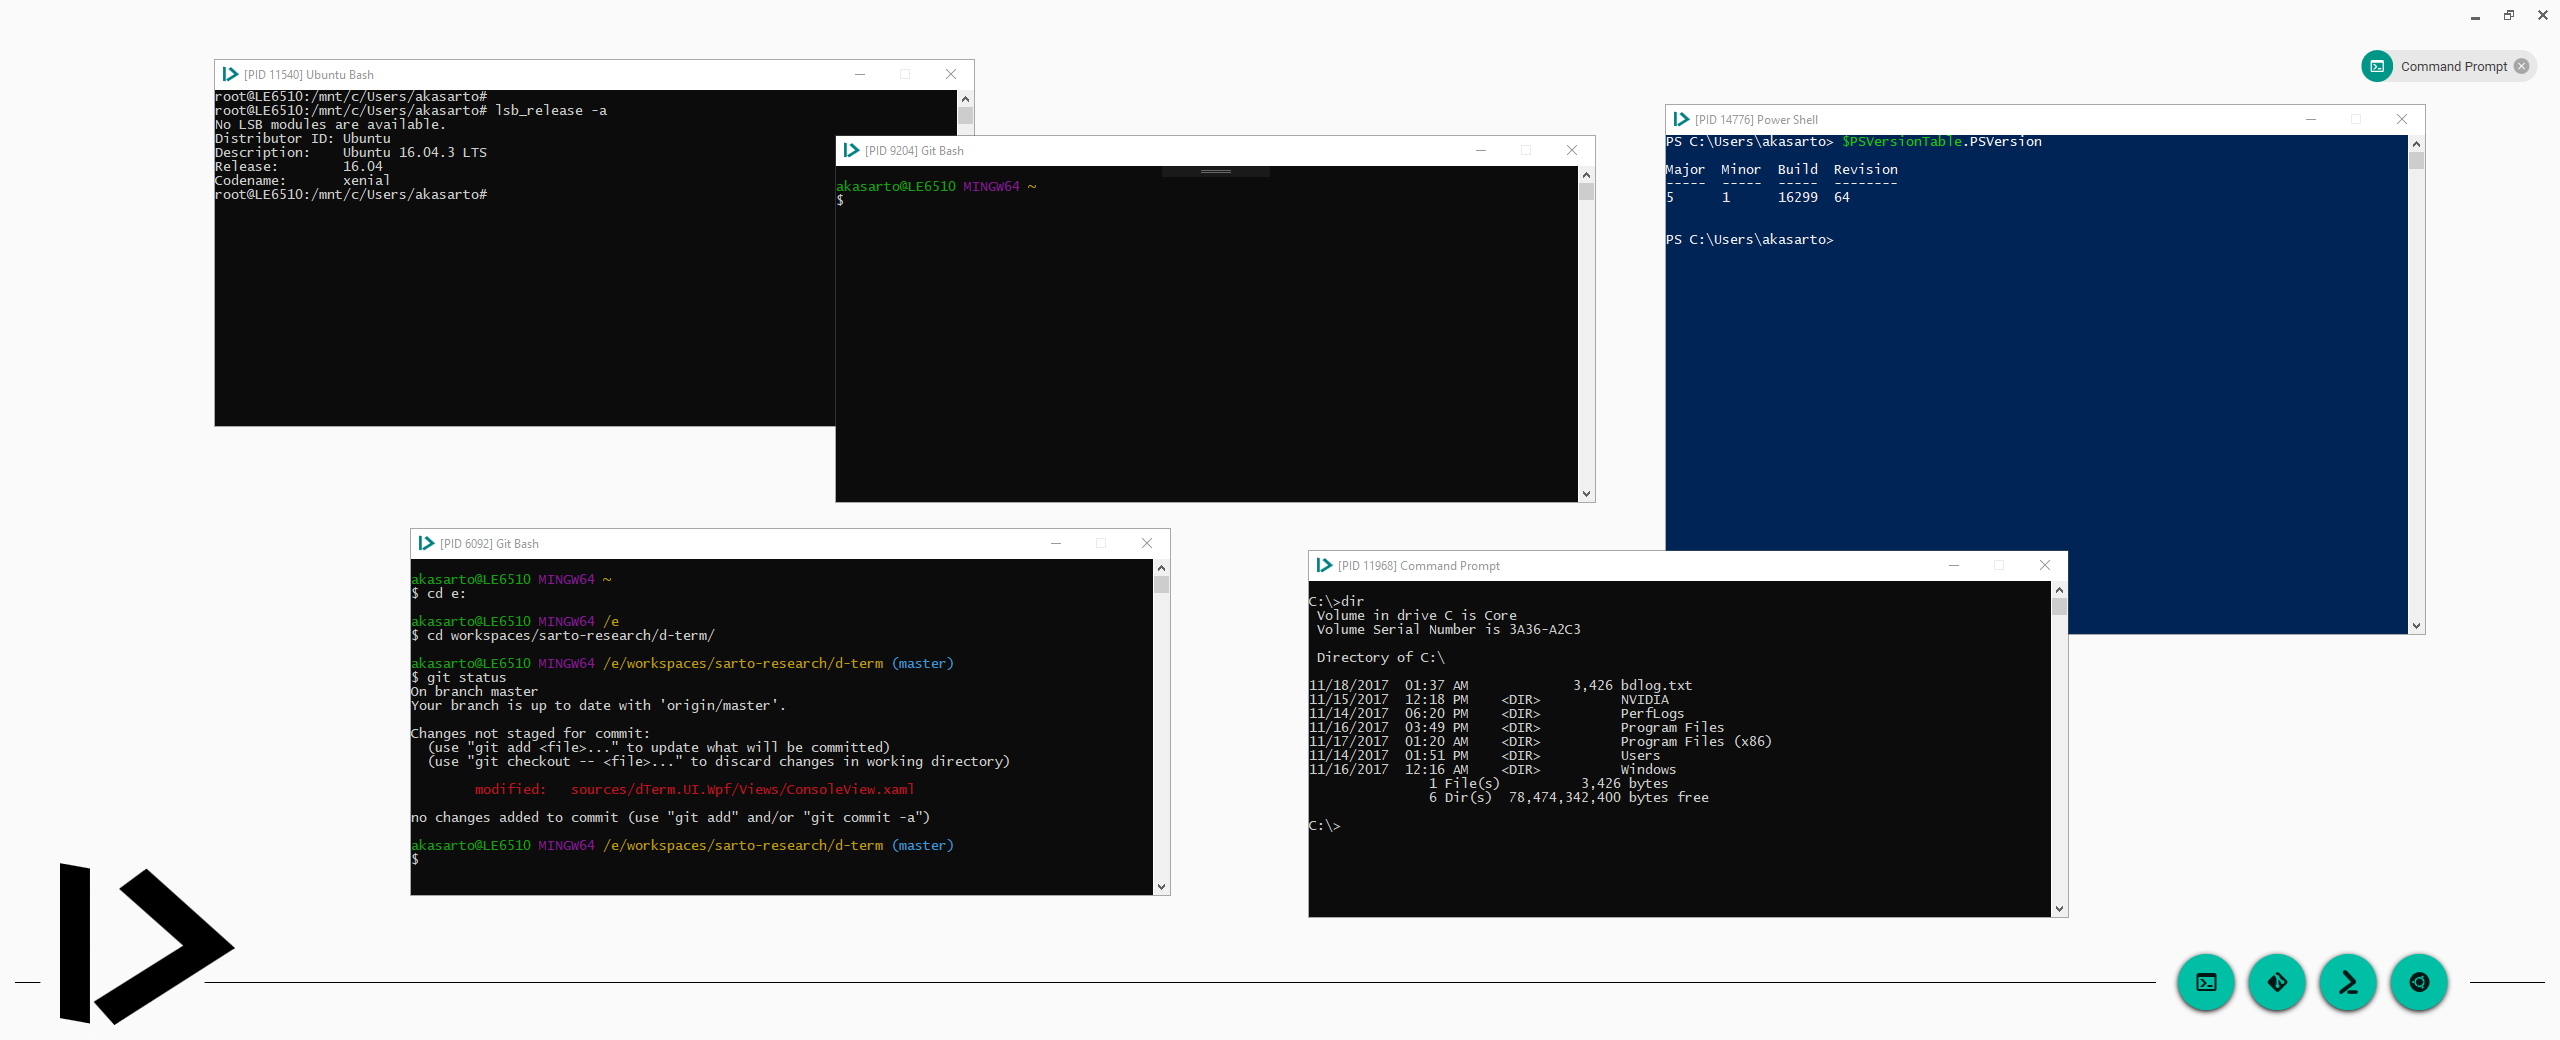 Command Prompt
[PID 11540] Ubuntu Bash
root@LE6510:/mnt/c/Users/akasarto#
root@LE6510:/mnt/c/Users/akasarto# lsb_release -a
No LSB modules are available.
Distributor ID: Ubuntu
Description:    Ubuntu 16.04.3 LTS
Release:        16.04
Codename:       xenial
root@LE6510:/mnt/c/Users/akasarto#
[PID 9204] Git Bash
akasarto@LE6510 MINGW64 ~
$
[PID 14776] Power Shell
PS C:\Users\akasarto> $PSVersionTable.PSVersion
Major  Minor  Build  Revision
-----  -----  -----  --------
5      1      16299  64
PS C:\Users\akasarto>
[PID 6092] Git Bash
akasarto@LE6510 MINGW64 ~
$ cd e:
akasarto@LE6510 MINGW64 /e
$ cd workspaces/sarto-research/d-term/
akasarto@LE6510 MINGW64 /e/workspaces/sarto-research/d-term (master)
$ git status
On branch master
Your branch is up to date with 'origin/master'.
Changes not staged for commit:
  (use "git add <file>..." to update what will be committed)
  (use "git checkout -- <file>..." to discard changes in working directory)
        modified:   sources/dTerm.UI.Wpf/Views/ConsoleView.xaml
no changes added to commit (use "git add" and/or "git commit -a")
akasarto@LE6510 MINGW64 /e/workspaces/sarto-research/d-term (master)
$
[PID 11968] Command Prompt
C:\>dir
 Volume in drive C is Core
 Volume Serial Number is 3A36-A2C3
 Directory of C:\
11/18/2017  01:37 AM             3,426 bdlog.txt
11/15/2017  12:18 PM    <DIR>          NVIDIA
11/14/2017  06:20 PM    <DIR>          PerfLogs
11/16/2017  03:49 PM    <DIR>          Program Files
11/17/2017  01:20 AM    <DIR>          Program Files (x86)
11/14/2017  01:51 PM    <DIR>          Users
11/16/2017  12:16 AM    <DIR>          Windows
               1 File(s)          3,426 bytes
               6 Dir(s)  78,474,342,400 bytes free
C:\>